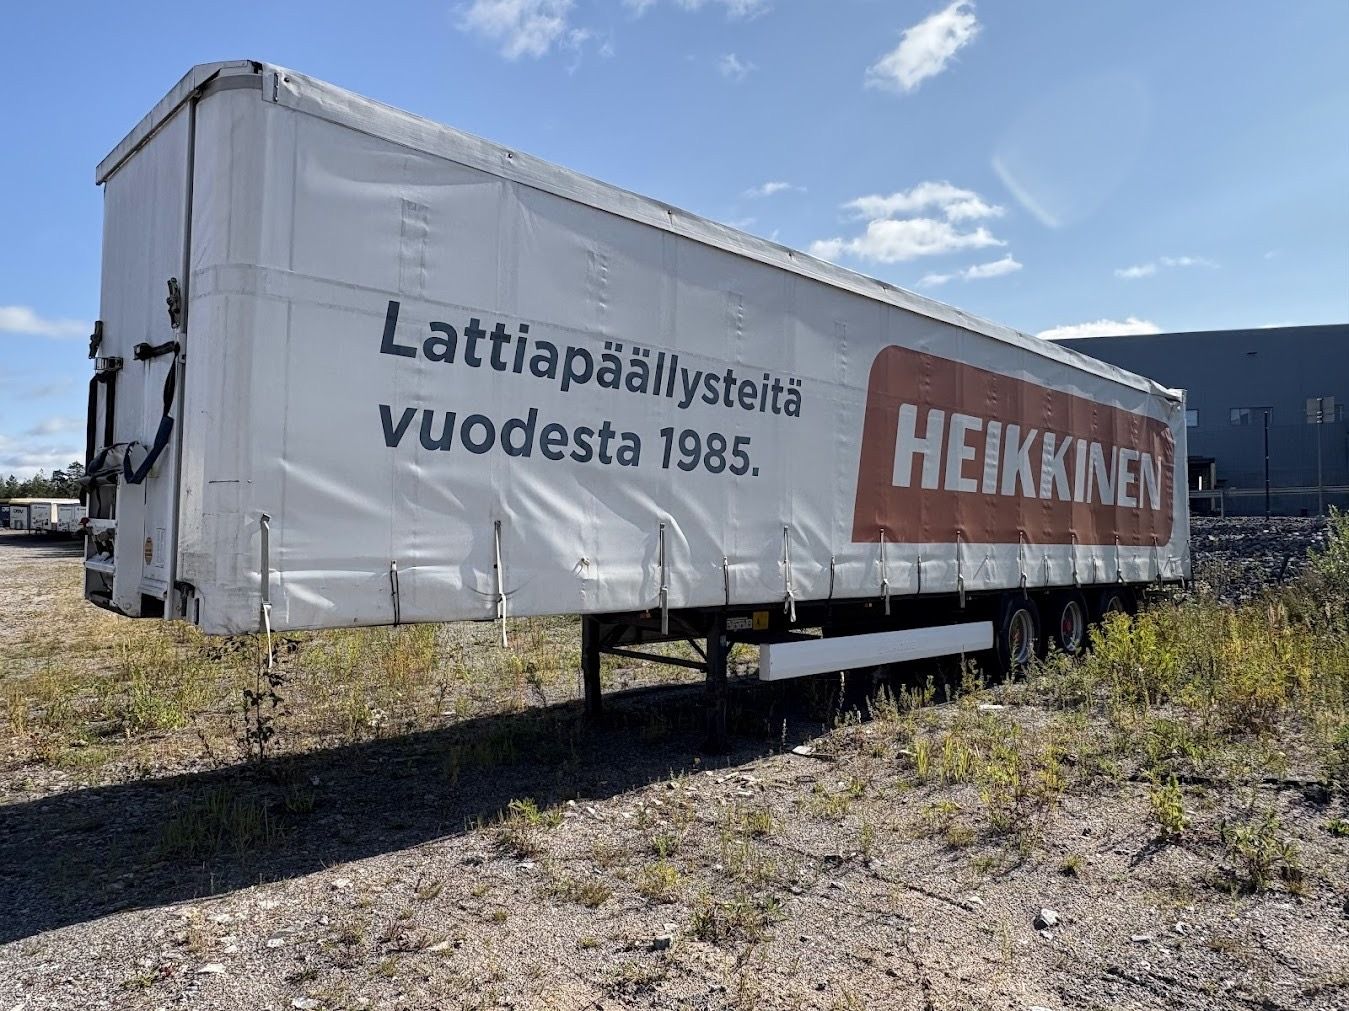 Lattiapäällysteitä
vuodesta 1985.
HEIKKINEN